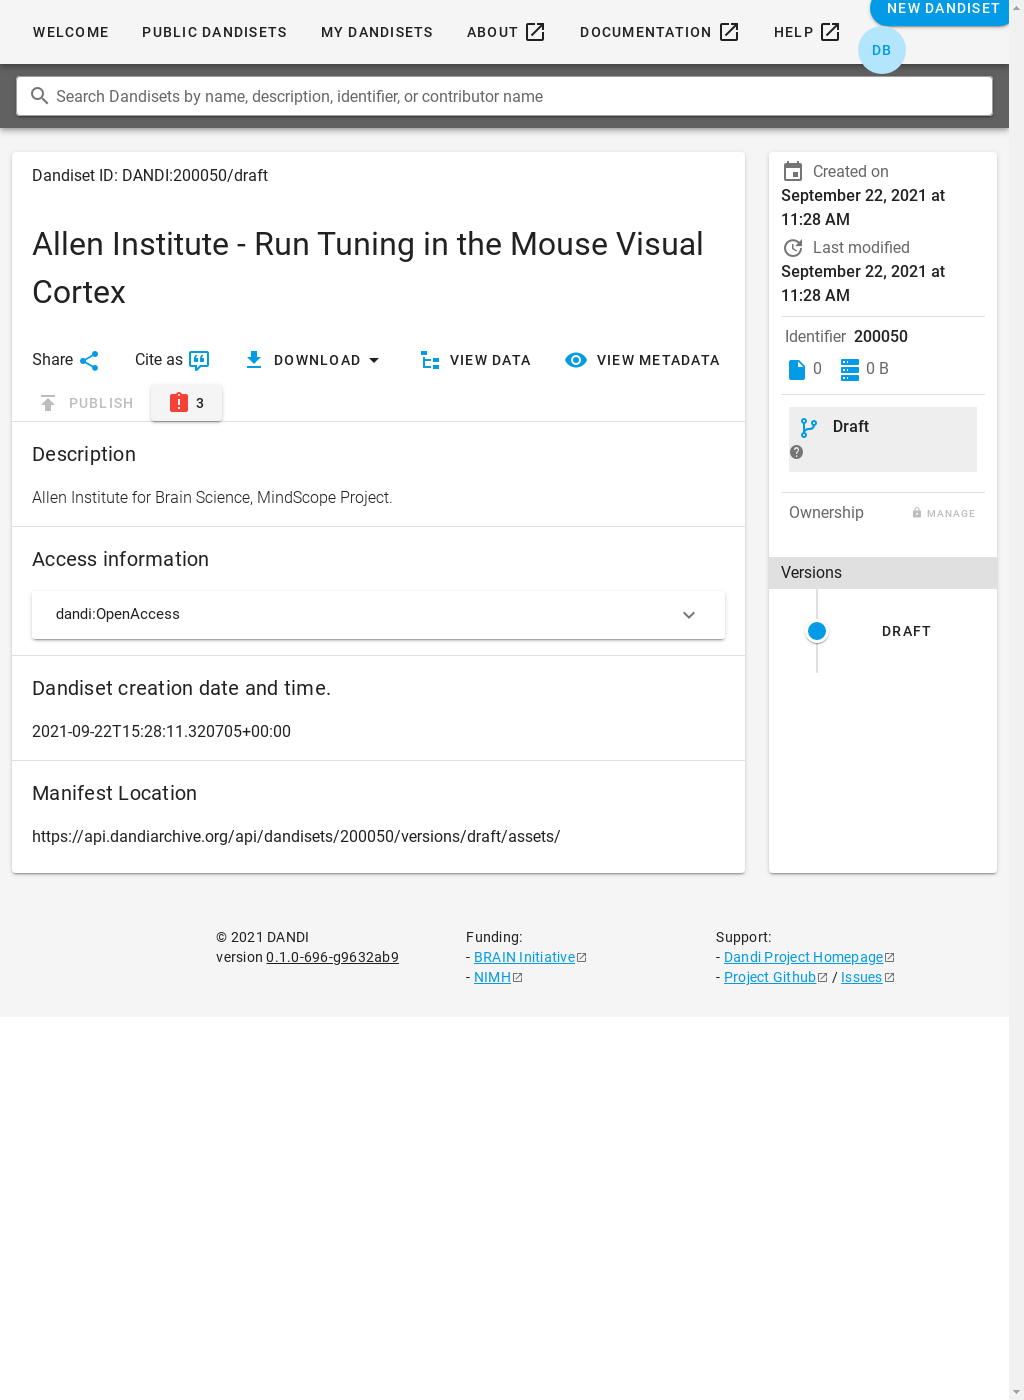 WELCOME PUBLIC DANDISETS MY DANDISETS ABOUT DOCUMENTATION HELP NEW DANDISET
DB
Search Dandisets by name, description, identifier, or contributor name
Dandiset ID: DANDI:200050/draft
Allen Institute - Run Tuning in the Mouse Visual
Cortex
Share Cite as DOWNLOAD VIEW DATA VIEW METADATA
PUBLISH 3
Description
Allen Institute for Brain Science, MindScope Project.
Access information
dandi:OpenAccess
Dandiset creation date and time.
2021-09-22T15:28:11.320705+00:00
Manifest Location
https://api.dandiarchive.org/api/dandisets/200050/versions/draft/assets/
Created on
September 22, 2021 at
11:28 AM
Last modified
September 22, 2021 at
11:28 AM
Identifier 200050
0 0 B
Draft
Ownership MANAGE
Versions
DRAFT
© 2021 DANDI
version 0.1.0-696-g9632ab9
Funding:
- BRAIN Initiative
- NIMH
Support:
- Dandi Project Homepage
- Project Github / Issues